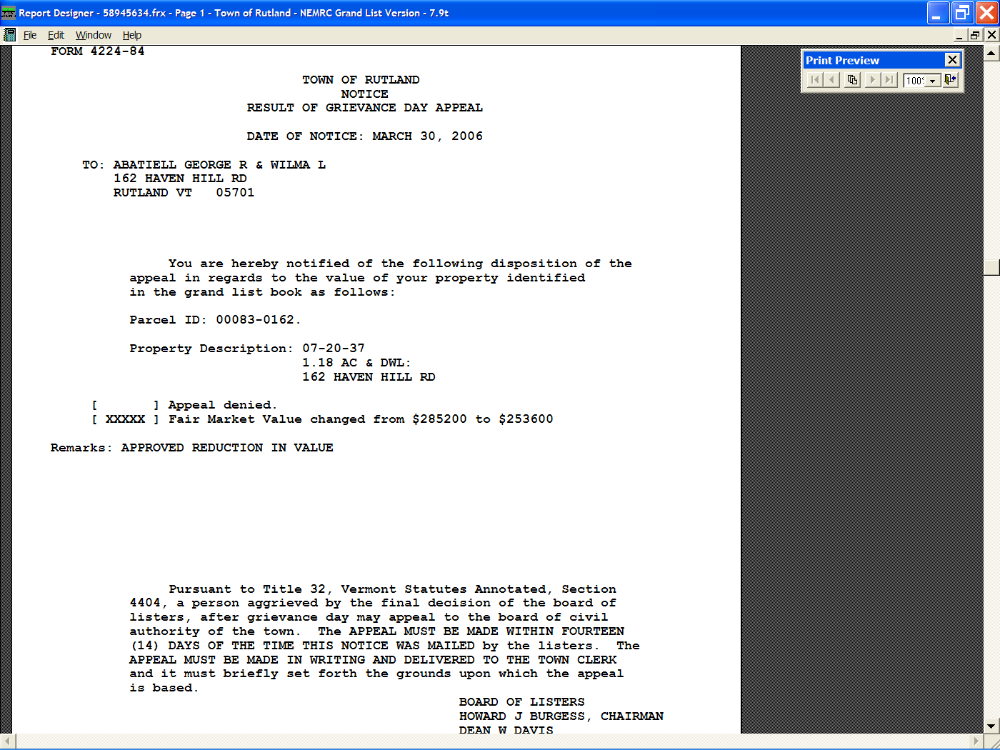 Report Designer - 58945634.frx - Page 1 - Town of Rutland - NEMRC Grand List Version - 7.9t
File Edit Window Help
Print Preview
100%
FORM 4224-84
TOWN OF RUTLAND
NOTICE
RESULT OF GRIEVANCE DAY APPEAL
DATE OF NOTICE: MARCH 30, 2006
TO: ABATIELL GEORGE R & WILMA L
162 HAVEN HILL RD
RUTLAND VT 05701
You are hereby notified of the following disposition of the
appeal in regards to the value of your property identified
in the grand list book as follows:
Parcel ID: 00083-0162.
Property Description: 07-20-37
1.18 AC & DWL:
162 HAVEN HILL RD
[ ] Appeal denied.
[ XXXXX ] Fair Market Value changed from $285200 to $253600
Remarks: APPROVED REDUCTION IN VALUE
Pursuant to Title 32, Vermont Statutes Annotated, Section
4404, a person aggrieved by the final decision of the board of
listers, after grievance day may appeal to the board of civil
authority of the town. The APPEAL MUST BE MADE WITHIN FOURTEEN
(14) DAYS OF THE TIME THIS NOTICE WAS MAILED by the listers. The
APPEAL MUST BE MADE IN WRITING AND DELIVERED TO THE TOWN CLERK
and it must briefly set forth the grounds upon which the appeal
is based.
BOARD OF LISTERS
HOWARD J BURGESS, CHAIRMAN
DEAN W DAVIS